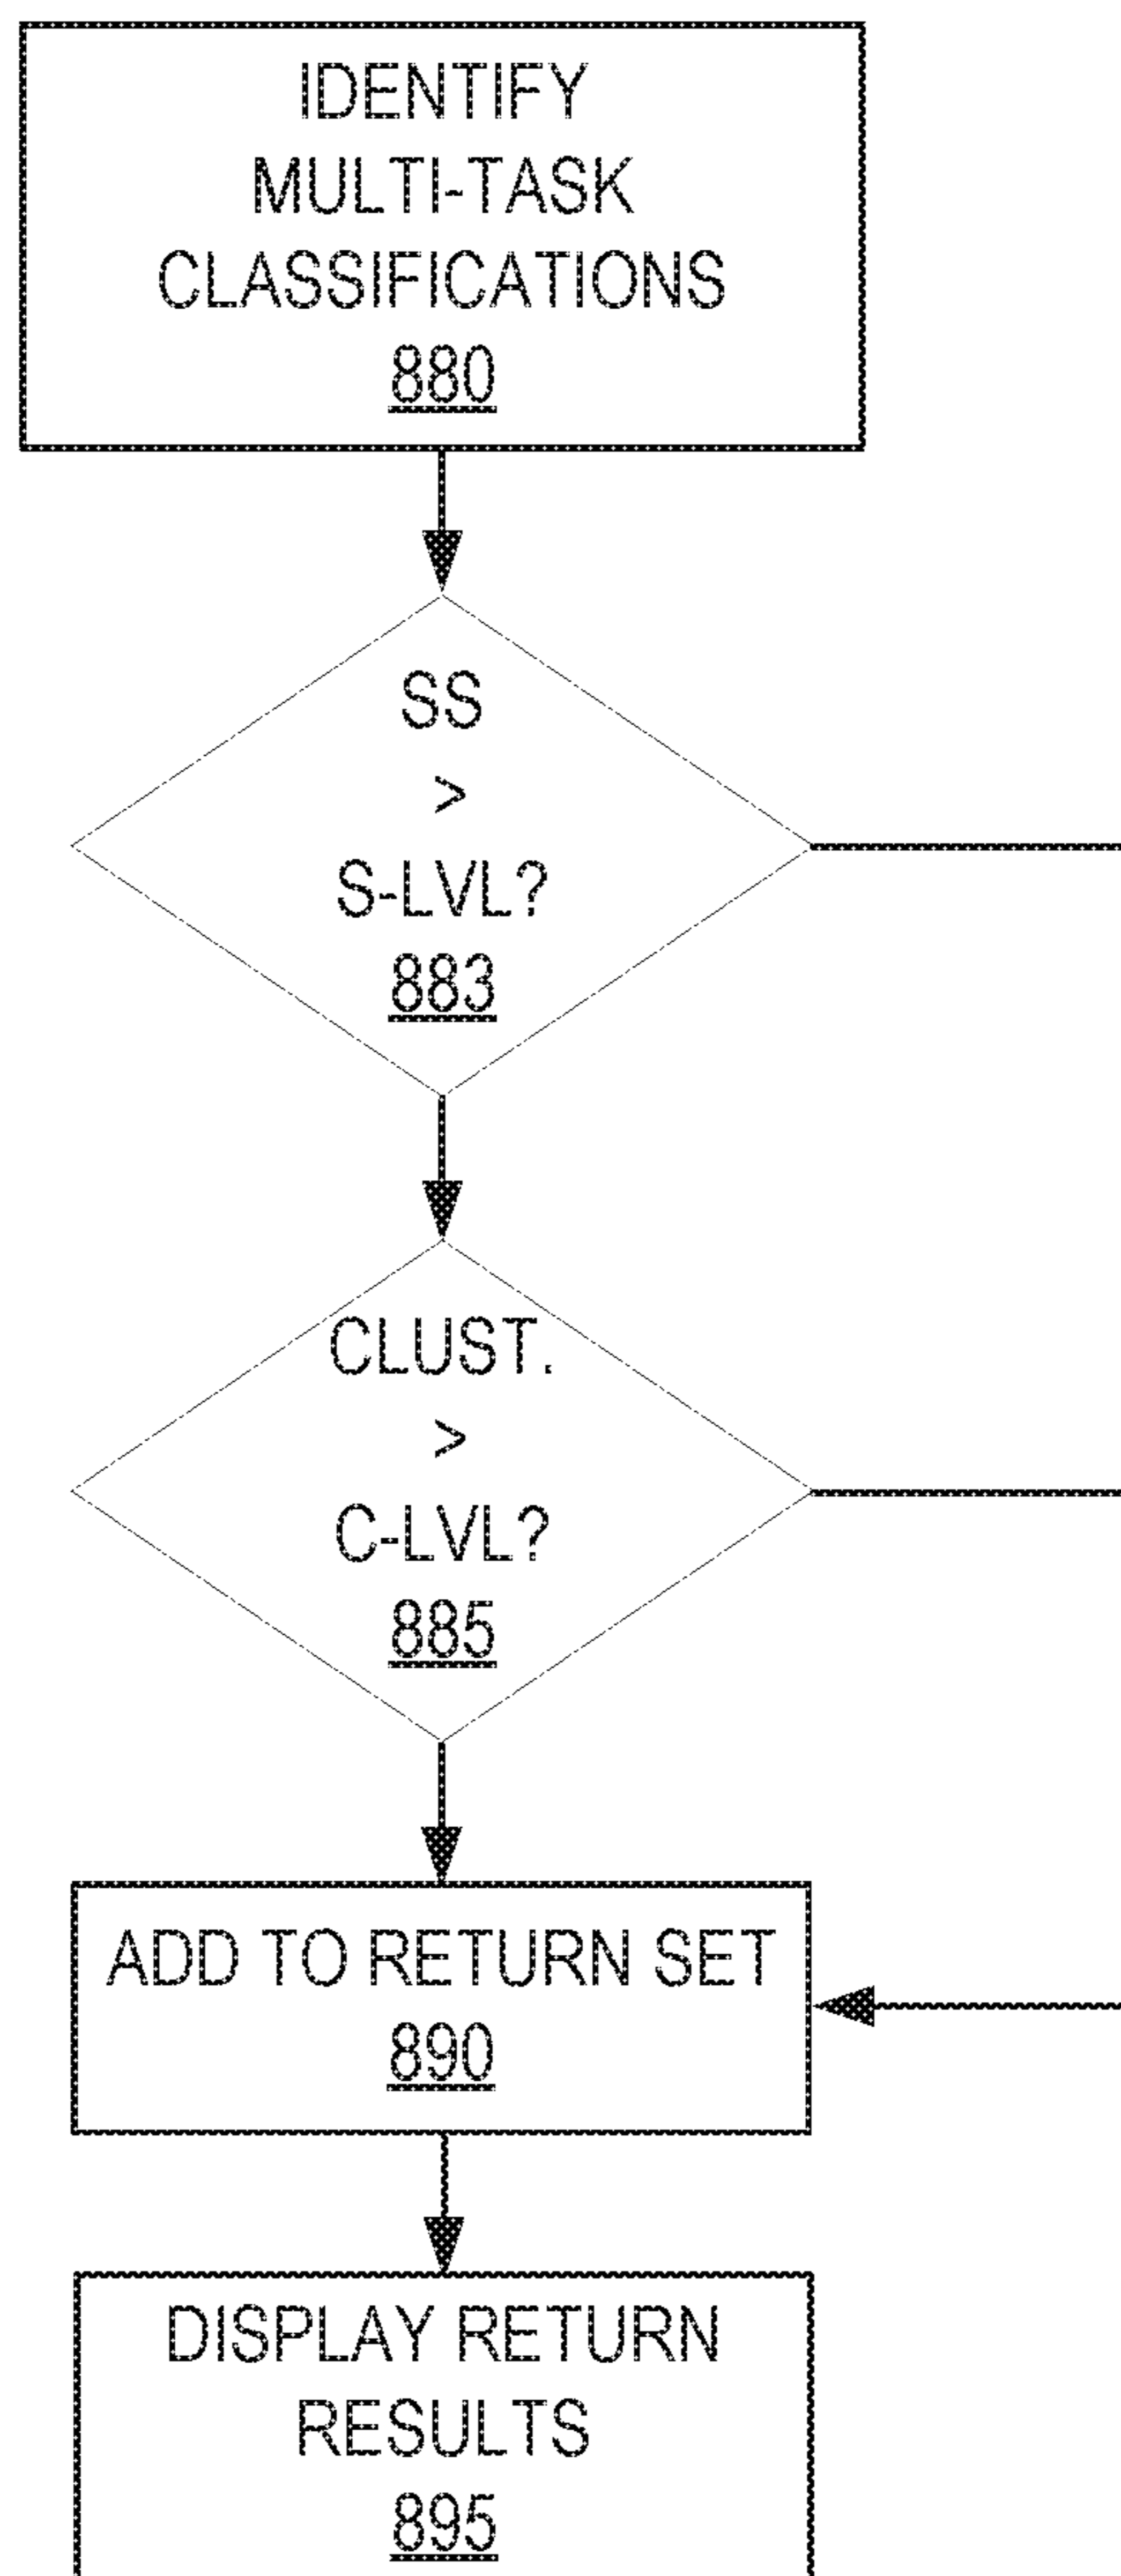 IDENTIFY
MULTI-TASK
CLASSIFICATIONS
880
SS
>
S-LVL?
883
CLUST.
>
C-LVL?
885
ADD TO RETURN SET
890
DISPLAY RETURN
RESULTS
895